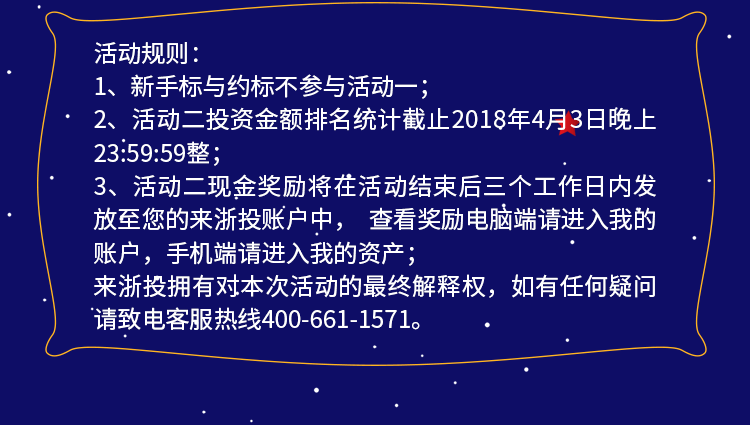 活动规则：
1、新手标与约标不参与活动一；
2、活动二投资金额排名统计截止2018年4月3日晚上
23:59:59整；
3、活动二现金奖励将在活动结束后三个工作日内发
放至您的来浙投账户中， 查看奖励电脑端请进入我的
账户，手机端请进入我的资产；
来浙投拥有对本次活动的最终解释权，如有任何疑问
请致电客服热线400-661-1571。